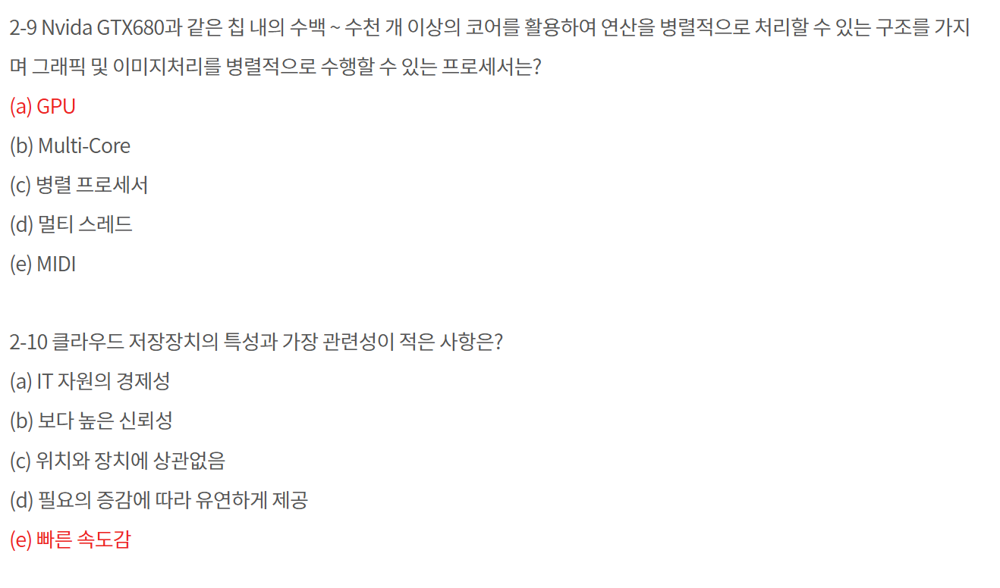 2-9 Nvida GTX680과 같은 칩 내의 수백 ~ 수천 개 이상의 코어를 활용하여 연산을 병렬적으로 처리할 수 있는 구조를 가지
며 그래픽 및 이미지처리를 병렬적으로 수행할 수 있는 프로세서는?
(a) GPU
(b) Multi-Core
(c) 병렬 프로세서
(d) 멀티 스레드
(e) MIDI
2-10 클라우드 저장장치의 특성과 가장 관련성이 적은 사항은?
(a) IT 자원의 경제성
(b) 보다 높은 신뢰성
(c) 위치와 장치에 상관없음
(d) 필요의 증감에 따라 유연하게 제공
(e) 빠른 속도감